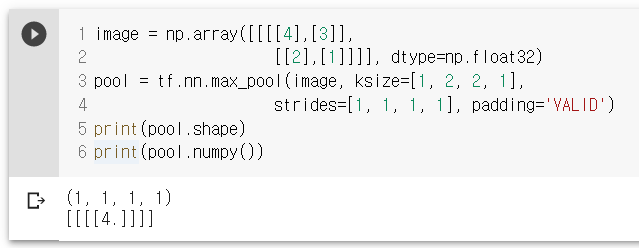 1 image = np.array([[[[4],[3]],
2 [[2],[1]]]], dtype=np.float32)
3 pool = tf.nn.max_pool(image, ksize=[1, 2, 2, 1],
4 strides=[1, 1, 1, 1], padding='VALID')
5 print(pool.shape)
6 print(pool.numpy())
(1, 1, 1, 1)
[[[[4.]]]]